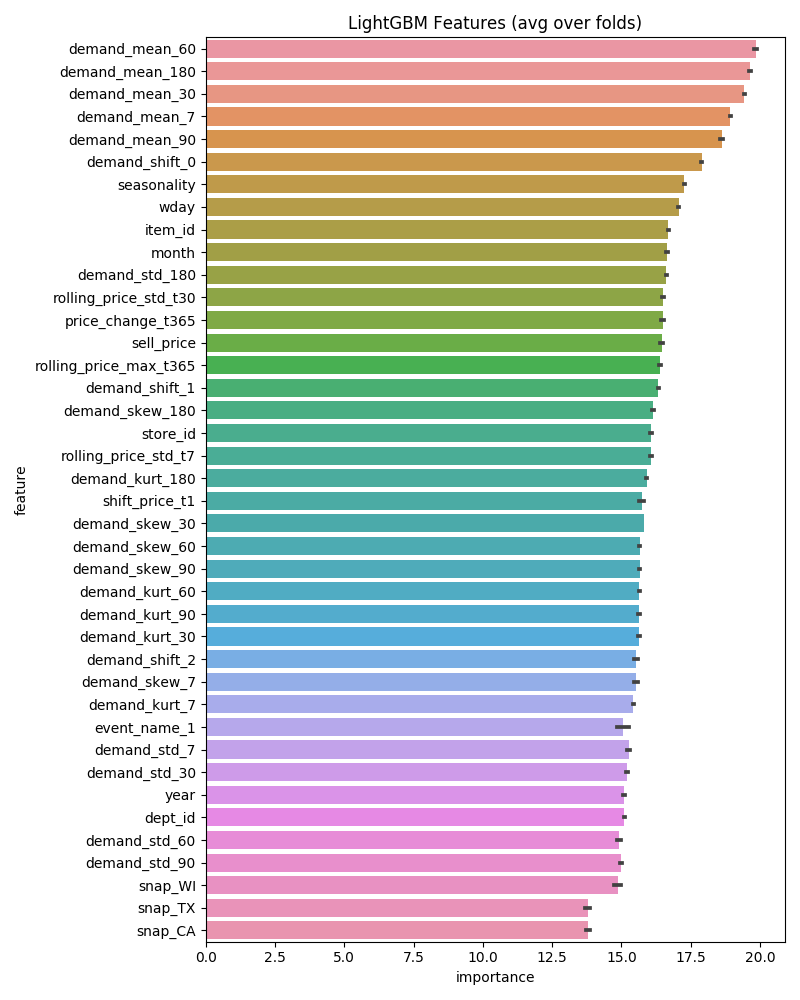 LightGBM Features (avg over folds)
demand_mean_60
demand_mean_180
demand_mean_30
demand_mean_7
demand_mean_90
demand_shift_0
seasonality
wday
item_id
month
demand_std_180
rolling_price_std_t30
price_change_t365
sell_price
rolling_price_max_t365
demand_shift_1
demand_skew_180
store_id
rolling_price_std_t7
demand_kurt_180
shift_price_t1
demand_skew_30
demand_skew_60
demand_skew_90
demand_kurt_60
demand_kurt_90
demand_kurt_30
demand_shift_2
demand_skew_7
demand_kurt_7
event_name_1
demand_std_7
demand_std_30
year
dept_id
demand_std_60
demand_std_90
snap_WI
snap_TX
snap_CA
feature
0.0 2.5 5.0 7.5 10.0 12.5 15.0 17.5 20.0
importance